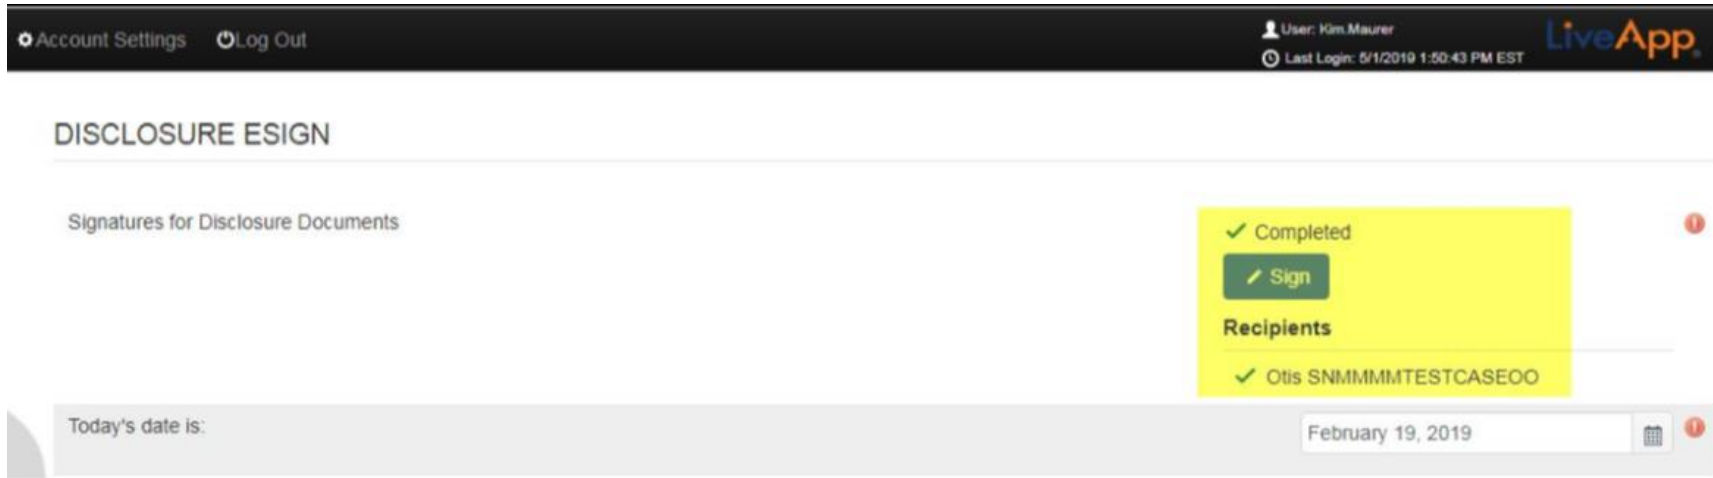 Account Settings Log Out
User: Kim.Maurer
Last Login: 5/1/2019 1:50:43 PM EST
LiveApp
DISCLOSURE ESIGN
Signatures for Disclosure Documents
Completed
Sign
Recipients
Otis SNMMMMTESTCASEOO
Today's date is:
February 19, 2019